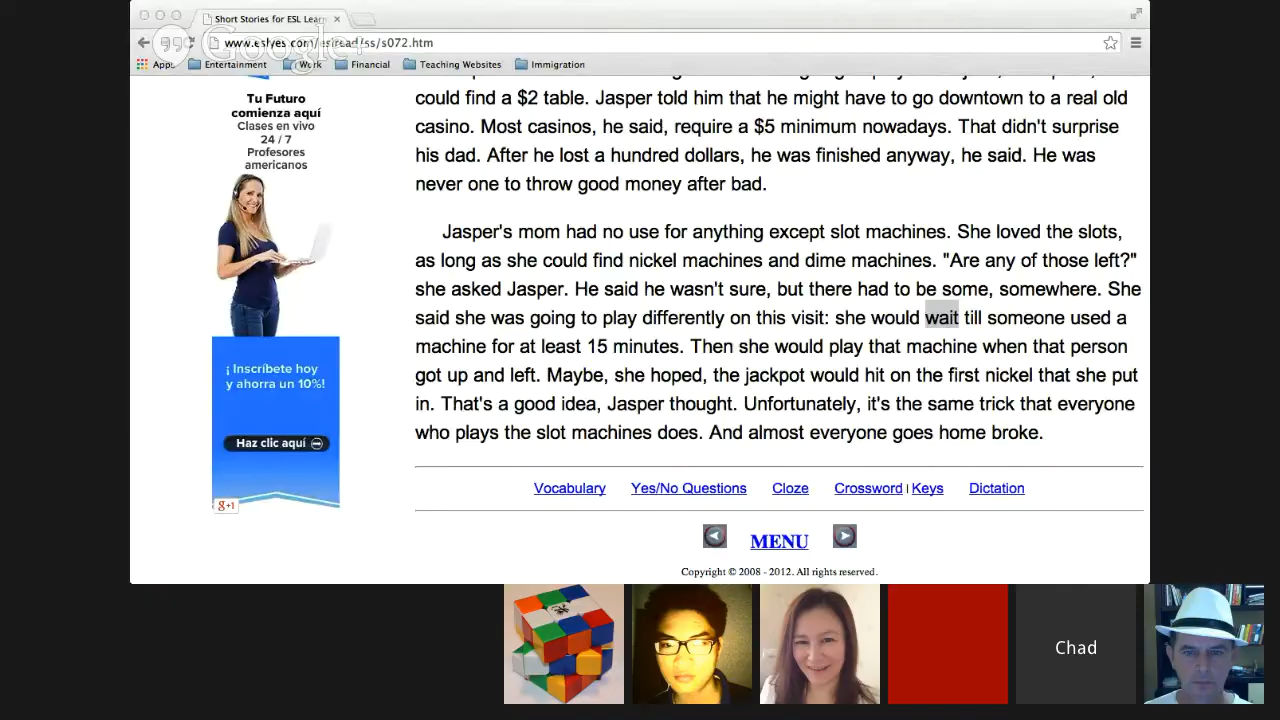 Short Stories for ESL Learn
Google+
www.eslyes.com/eslread/ss/s072.htm
Apps Entertainment Work Financial Teaching Websites Immigration
Tu Futuro
comienza aquí
Clases en vivo
24 / 7
Profesores
americanos
¡ Inscríbete hoy
y ahorra un 10%!
Haz clic aquí
g+1
could find a $2 table. Jasper told him that he might have to go downtown to a real old
casino. Most casinos, he said, require a $5 minimum nowadays. That didn't surprise
his dad. After he lost a hundred dollars, he was finished anyway, he said. He was
never one to throw good money after bad.
Jasper's mom had no use for anything except slot machines. She loved the slots,
as long as she could find nickel machines and dime machines. "Are any of those left?"
she asked Jasper. He said he wasn't sure, but there had to be some, somewhere. She
said she was going to play differently on this visit: she would wait till someone used a
machine for at least 15 minutes. Then she would play that machine when that person
got up and left. Maybe, she hoped, the jackpot would hit on the first nickel that she put
in. That's a good idea, Jasper thought. Unfortunately, it's the same trick that everyone
who plays the slot machines does. And almost everyone goes home broke.
Vocabulary Yes/No Questions Cloze Crossword | Keys Dictation
MENU
Copyright © 2008 - 2012. All rights reserved.
Chad